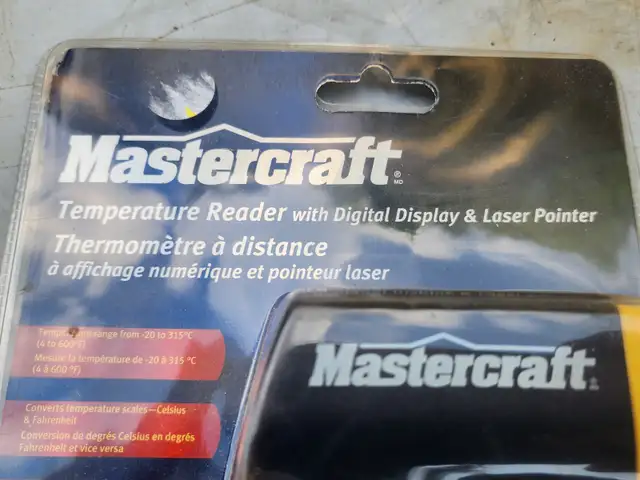 Mastercraft®
MD
Temperature Reader with Digital Display & Laser Pointer
Thermomètre à distance
à affichage numérique et pointeur laser
Temperature range from -20 to 315°C
(4 to 600°F)
Mesure la température de -20 à 315 °C
(4 à 600 °F)
Converts temperature scales—Celsius
& Fahrenheit
Conversion de degrés Celsius en degrés
Fahrenheit et vice versa
Mastercraft